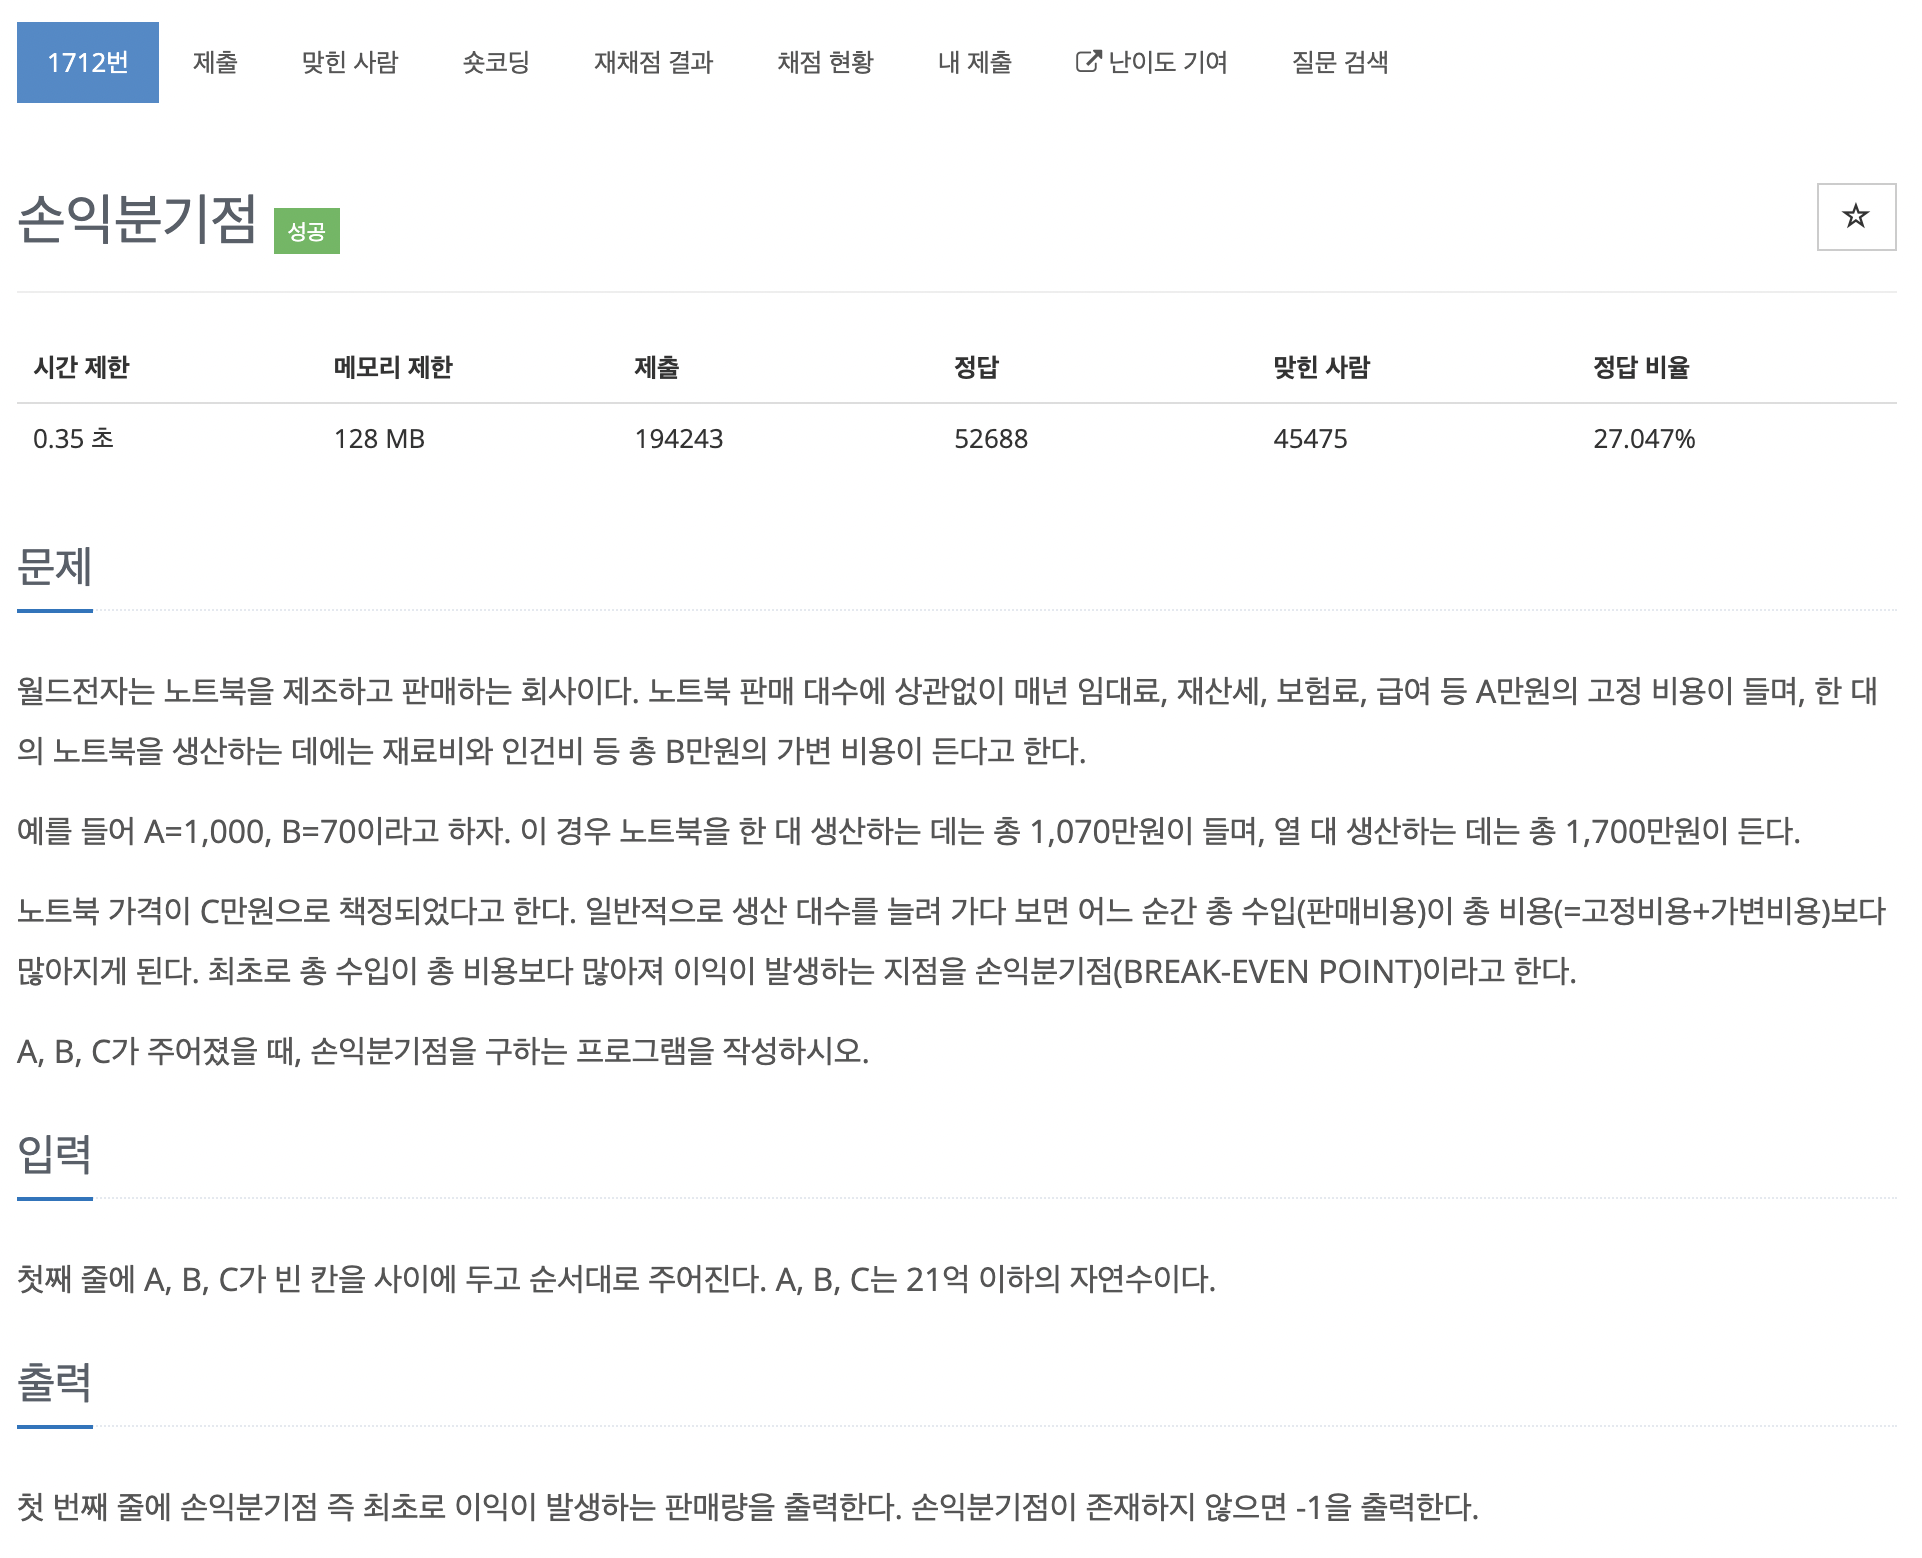 1712번 제출 맞힌 사람 숏코딩 재채점 결과 채점 현황 내 제출 난이도 기여 질문 검색
손익분기점 성공
시간 제한 메모리 제한 제출 정답 맞힌 사람 정답 비율
0.35 초 128 MB 194243 52688 45475 27.047%
문제
월드전자는 노트북을 제조하고 판매하는 회사이다. 노트북 판매 대수에 상관없이 매년 임대료, 재산세, 보험료, 급여 등 A만원의 고정 비용이 들며, 한 대
의 노트북을 생산하는 데에는 재료비와 인건비 등 총 B만원의 가변 비용이 든다고 한다.
예를 들어 A=1,000, B=70이라고 하자. 이 경우 노트북을 한 대 생산하는 데는 총 1,070만원이 들며, 열 대 생산하는 데는 총 1,700만원이 든다.
노트북 가격이 C만원으로 책정되었다고 한다. 일반적으로 생산 대수를 늘려 가다 보면 어느 순간 총 수입(판매비용)이 총 비용(=고정비용+가변비용)보다
많아지게 된다. 최초로 총 수입이 총 비용보다 많아져 이익이 발생하는 지점을 손익분기점(BREAK-EVEN POINT)이라고 한다.
A, B, C가 주어졌을 때, 손익분기점을 구하는 프로그램을 작성하시오.
입력
첫째 줄에 A, B, C가 빈 칸을 사이에 두고 순서대로 주어진다. A, B, C는 21억 이하의 자연수이다.
출력
첫 번째 줄에 손익분기점 즉 최초로 이익이 발생하는 판매량을 출력한다. 손익분기점이 존재하지 않으면 -1을 출력한다.